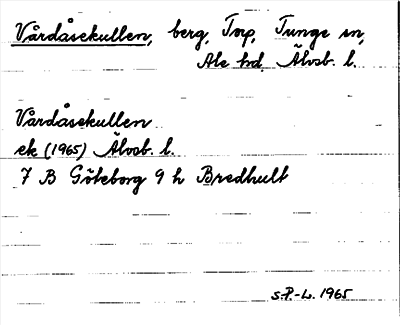 Vårdåsekullen, berg, Torp, Tunge sn,
Ale hd, Älvsb. l.
Vårdåsekullen
ek (1965) Älvsb. l.
7 B Göteborg 9 h Bredhult
S.P.-L. 1965